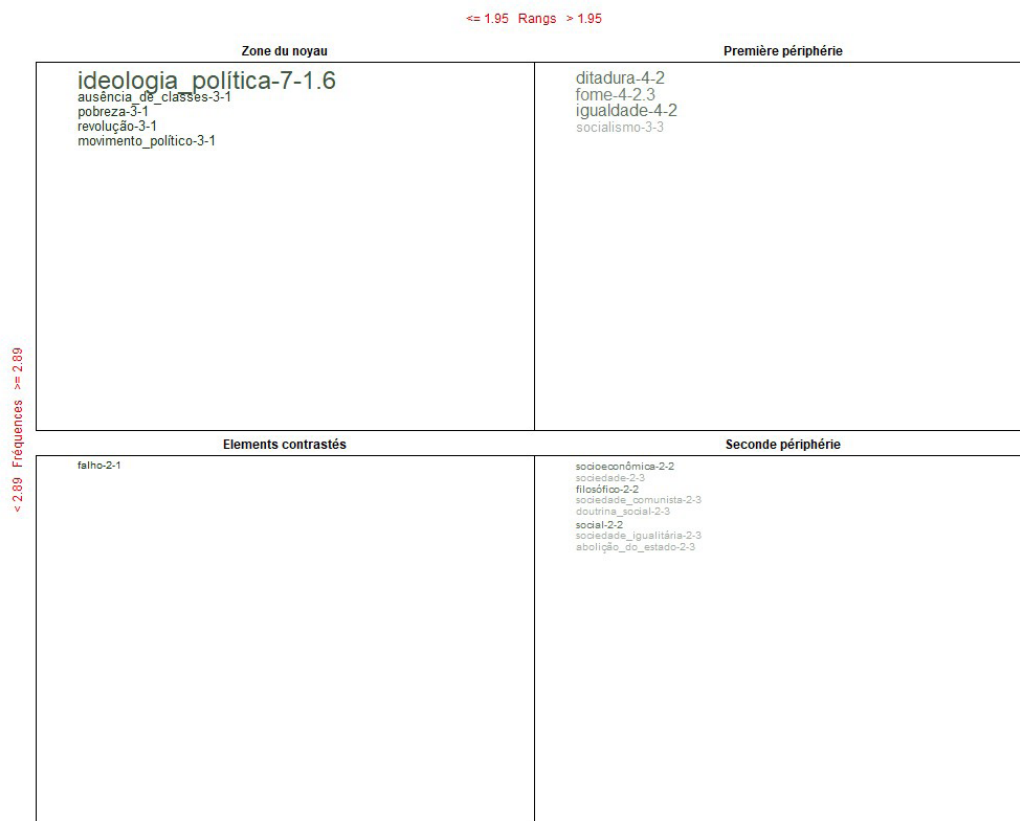 <= 1.95 Rangs > 1.95
Zone du noyau
ideologia_política-7-1.6
ausência_de_classes-3-1
pobreza-3-1
revolução-3-1
movimento_político-3-1
Première périphérie
ditadura-4-2
fome-4-2.3
igualdade-4-2
socialismo-3-3
< 2.89 Fréquences >= 2.89
Elements contrastés
falho-2-1
Seconde périphérie
socioeconômica-2-2
sociedade-2-3
filosófico-2-2
sociedade_comunista-2-3
doutrina_social-2-3
social-2-2
sociedade_igualitária-2-3
abolição_do_estado-2-3